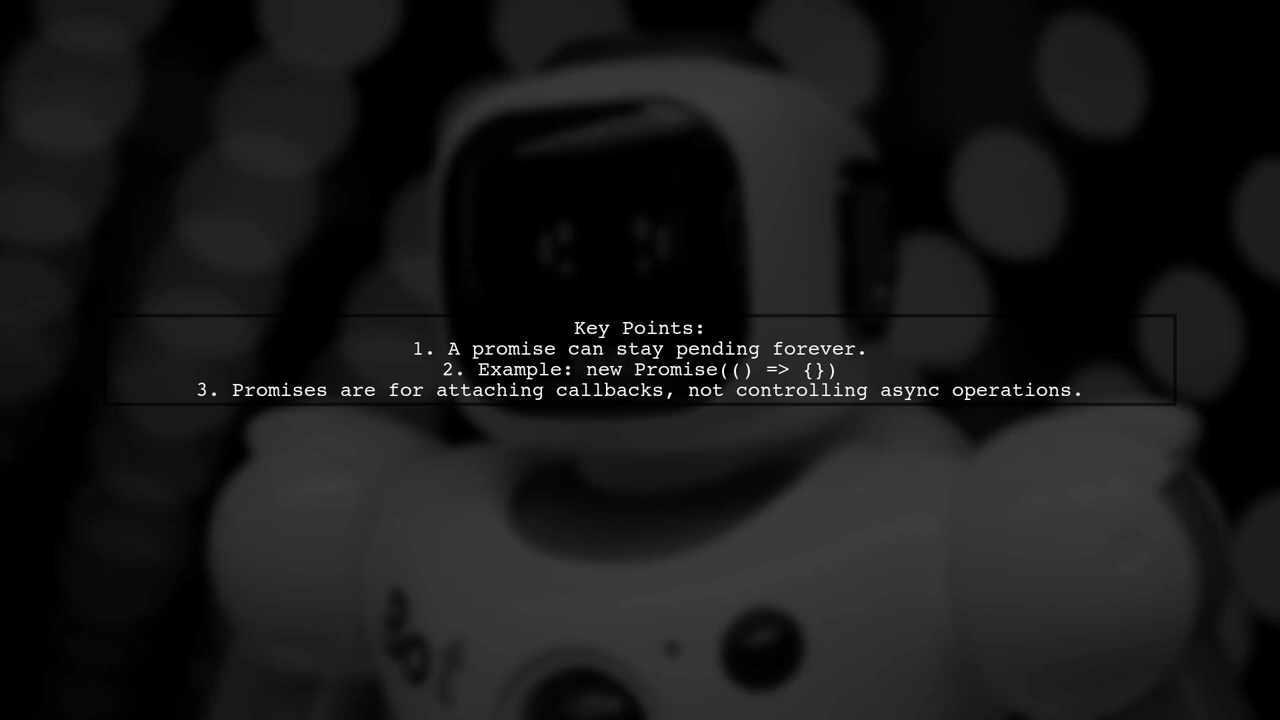 Key Points:
1. A promise can stay pending forever.
2. Example: new Promise(() => {})
3. Promises are for attaching callbacks, not controlling async operations.